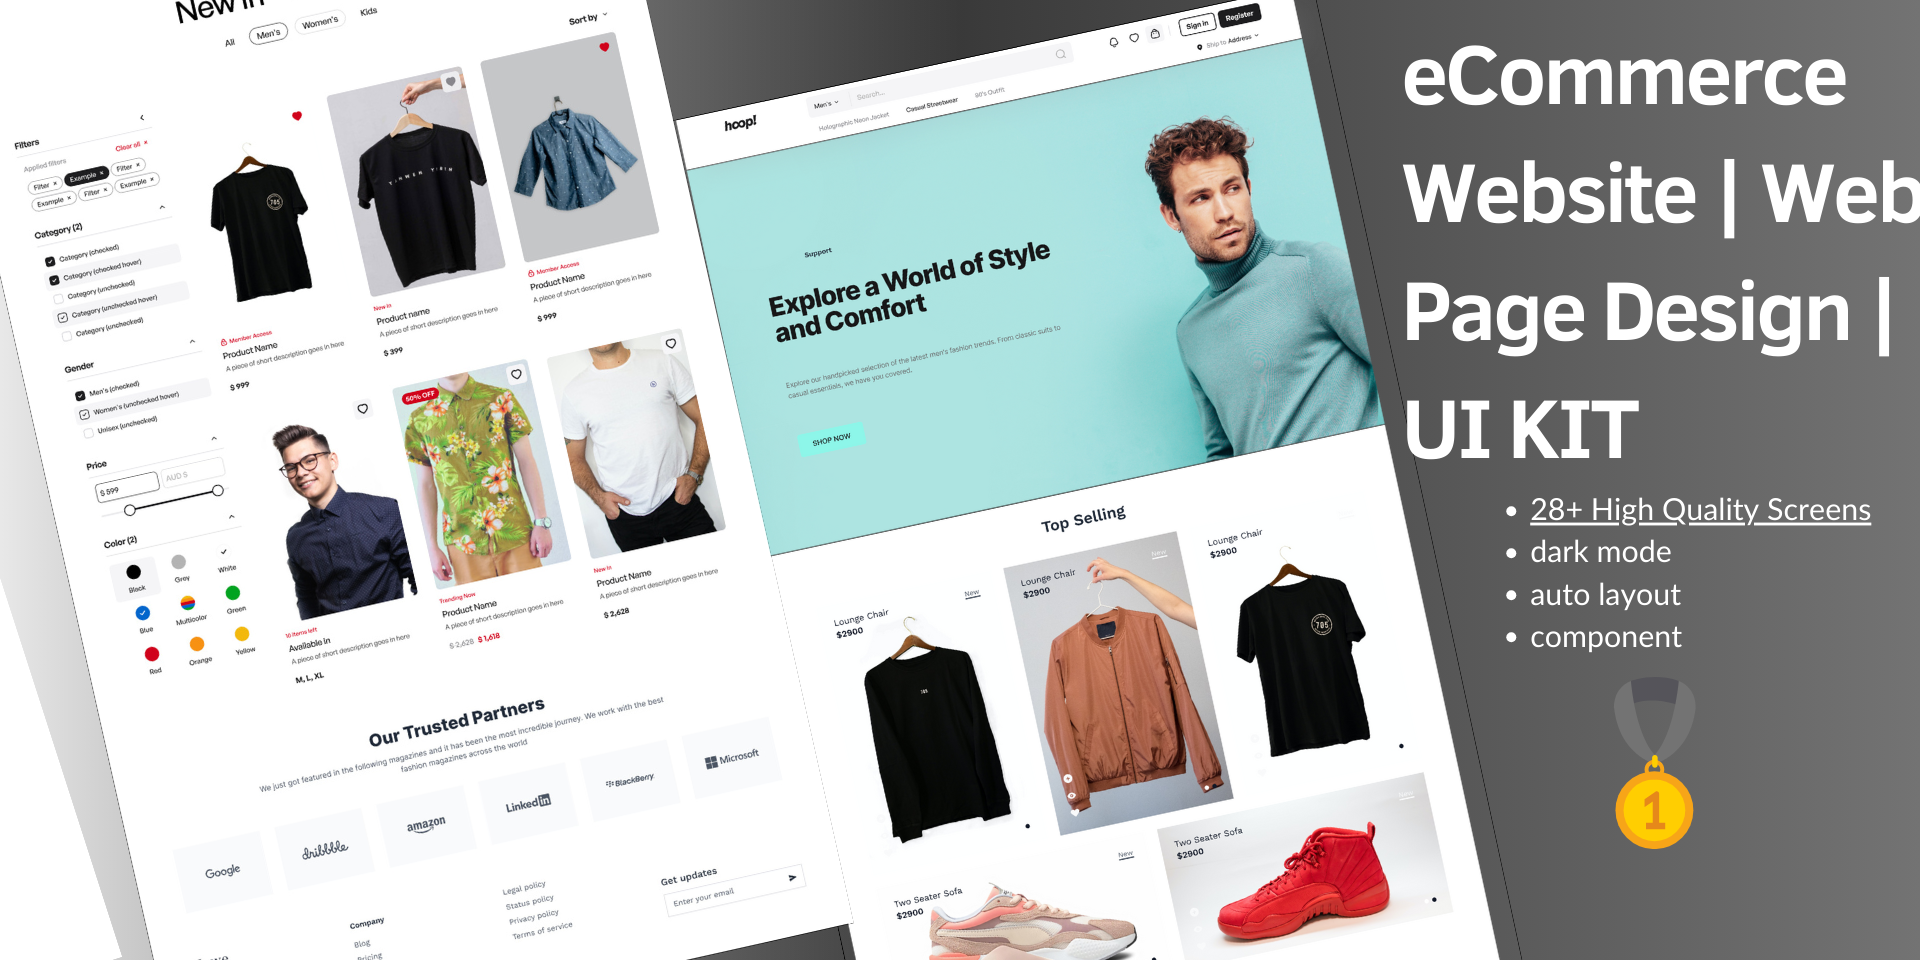 New in
All
Men's
Women's
Kids
Sort by
Filters
Applied filters
Clear all ×
Filter ×
Example ×
Filter ×
Example ×
Filter ×
Example ×
Category (2)
Category (checked)
Category (checked hover)
Category (unchecked)
Category (unchecked hover)
Category (unchecked)
Gender
Men's (checked)
Women's (unchecked hover)
Unisex (unchecked)
Price
$ 599
AUD $
Color (2)
Black
Grey
White
Blue
Multicolor
Green
Red
Orange
Yellow
705
Member Access
Product Name
A piece of short description goes in here
$ 999
New In
Product name
A piece of short description goes in here
$ 399
Member Access
Product Name
A piece of short description goes in here
$ 999
16 items left
Available in
A piece of short description goes in here
M, L, XL
50% OFF
Trending Now
Product Name
A piece of short description goes in here
$ 2,628 $ 1,618
New In
Product Name
A piece of short description goes in here
$ 2,628
Our Trusted Partners
We just got featured in the following magazines and it has been the most incredible journey. We work with the best
fashion magazines across the world
Google
dribbble
amazon
LinkedIn
BlackBerry
Microsoft
Company
Blog
Pricing
Legal policy
Status policy
Privacy policy
Terms of service
Get updates
Enter your email
hoop!
Men's
Search...
Holographic Neon Jacket
Casual Streetwear
90's Outfit
Sign in
Register
Ship to Address
Support
Explore a World of Style
and Comfort
Explore our handpicked selection of the latest men's fashion trends. From classic suits to
casual essentials, we have you covered.
SHOP NOW
Top Selling
Lounge Chair
$2900
New
705
Lounge Chair
$2900
New
Lounge Chair
$2900
705
Two Seater Sofa
$2900
New
Two Seater Sofa
$2900
New
eCommerce
Website | Web
Page Design |
UI KIT
• 28+ High Quality Screens
• dark mode
• auto layout
• component
1